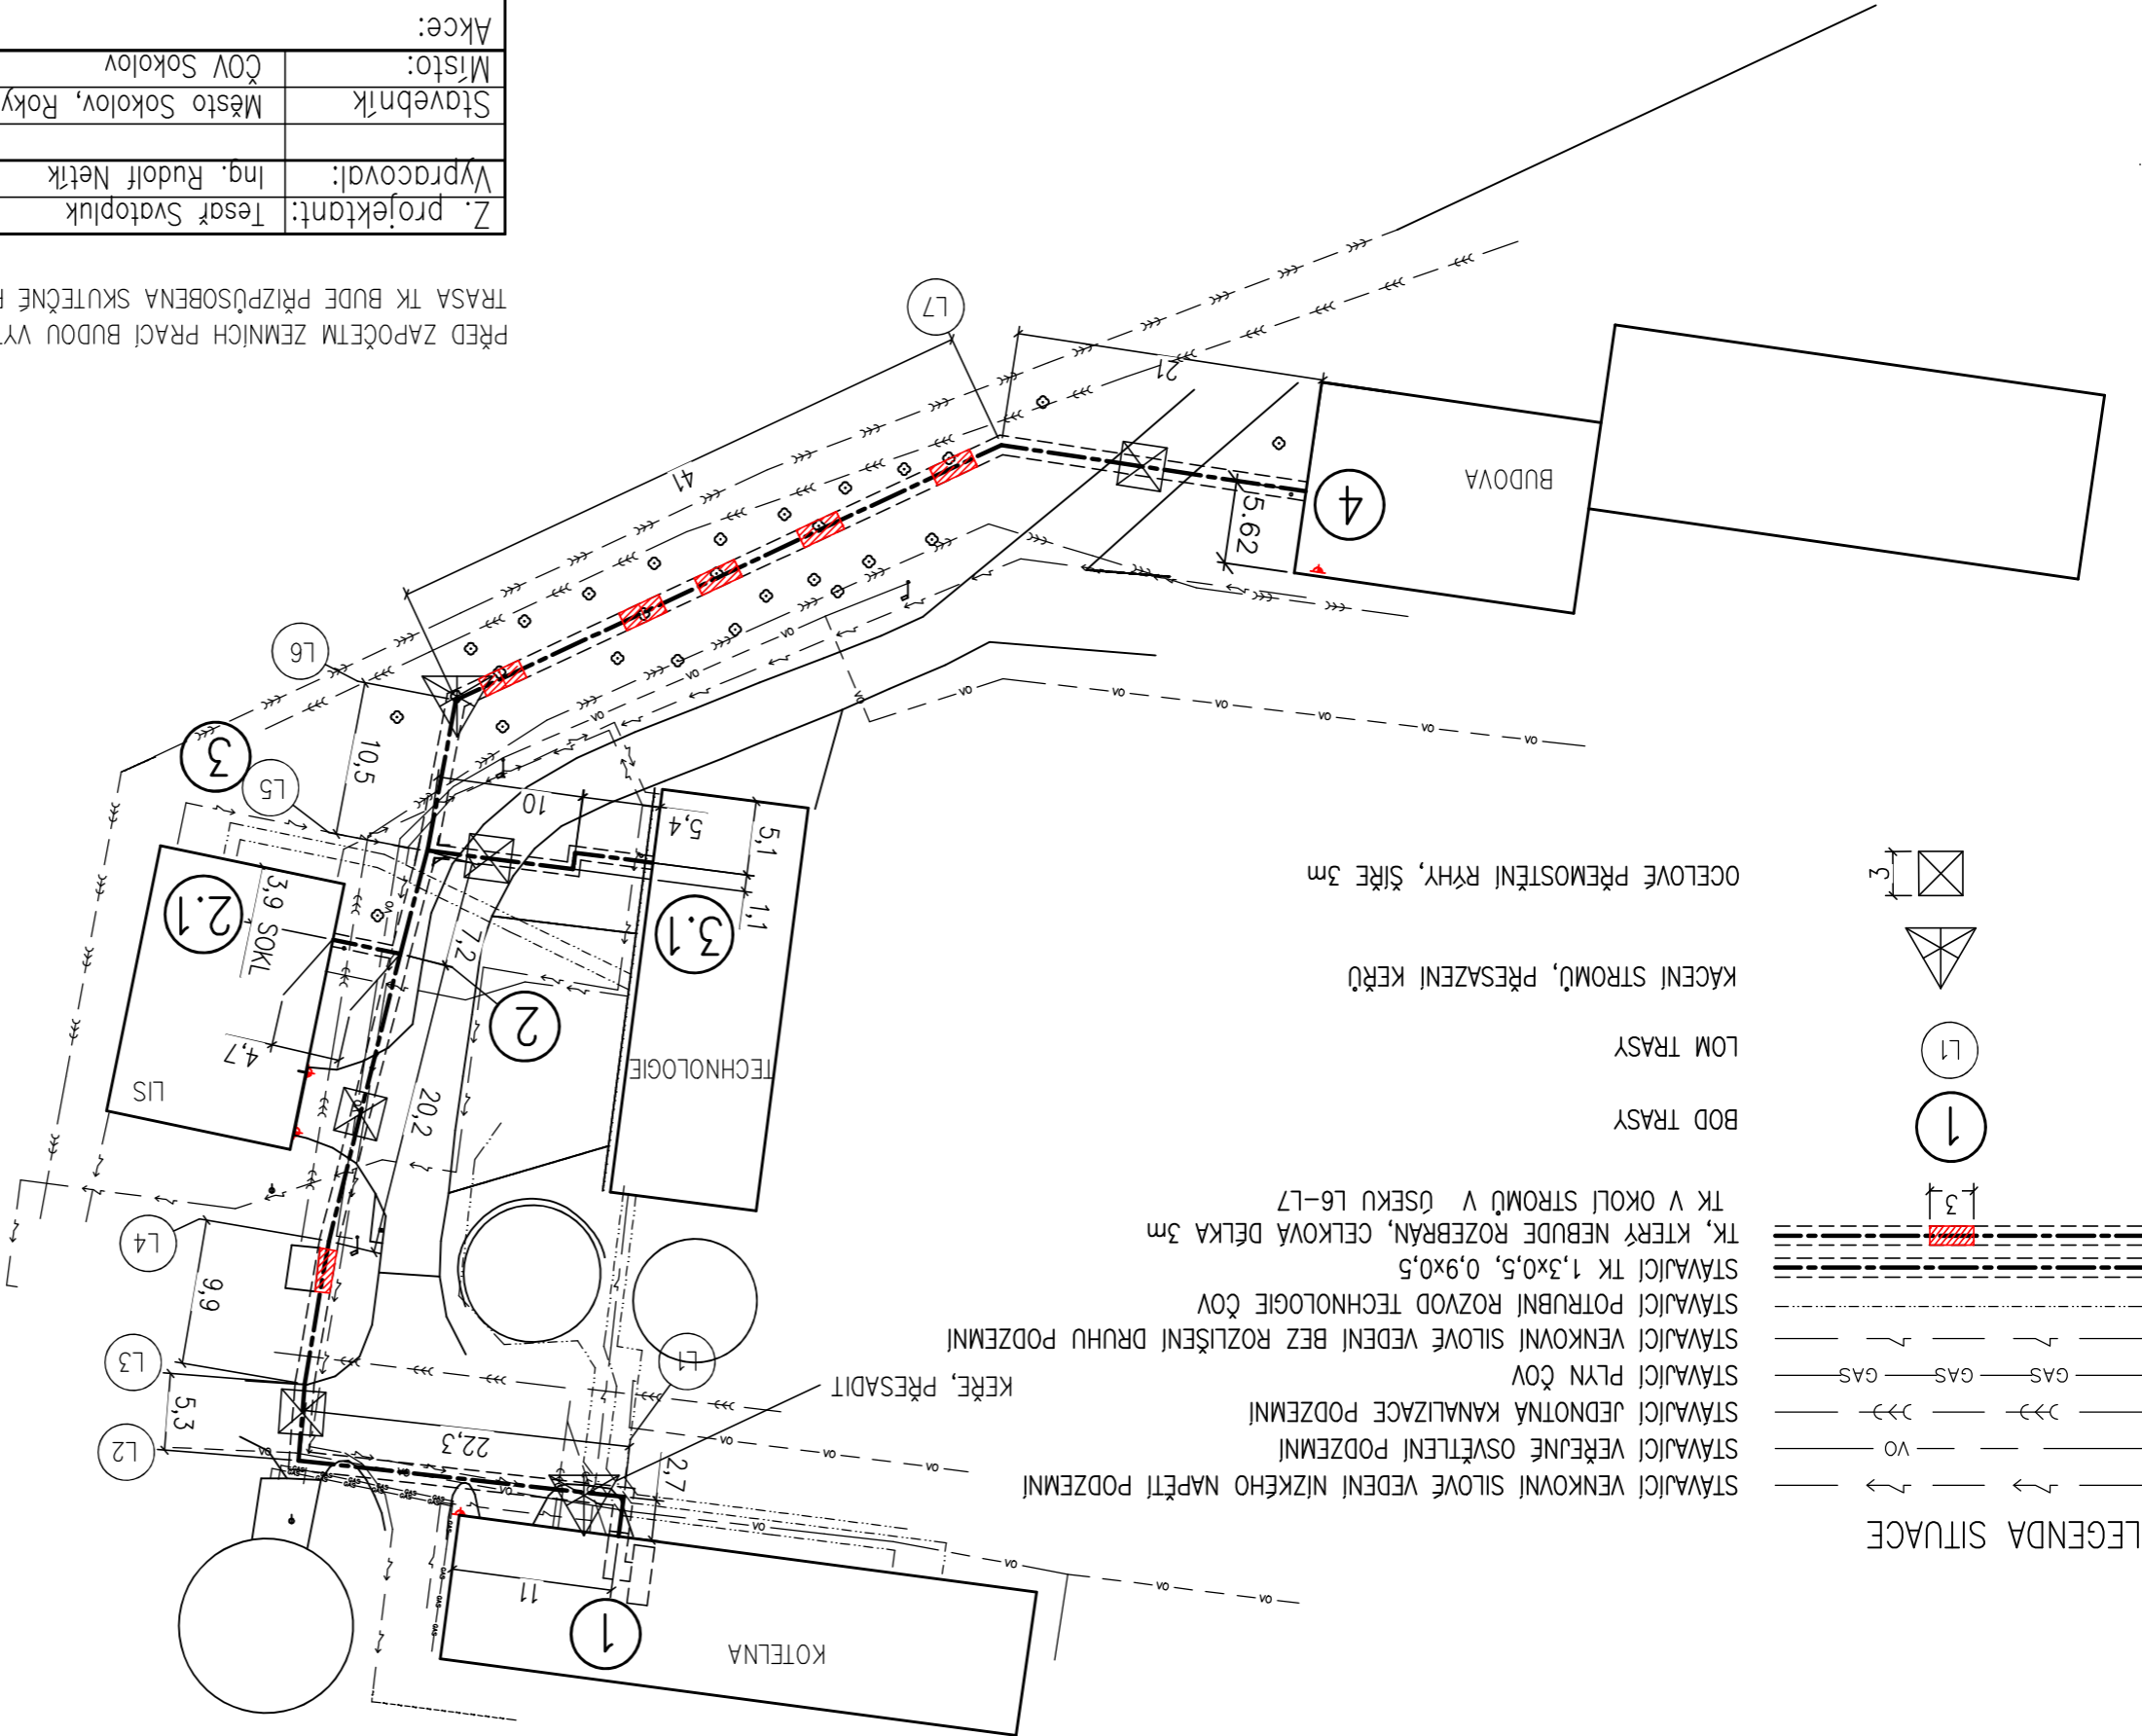 LEGENDA SITUACE
STÁVAJÍCÍ VENKOVNÍ SILOVÉ VEDENÍ NÍZKÉHO NAPĚTÍ PODZEMNÍ
VO
STÁVAJÍCÍ VEŘEJNÉ OSVĚTLENÍ PODZEMNÍ
STÁVAJÍCÍ JEDNOTNÁ KANALIZACE PODZEMNÍ
GAS GAS GAS
STÁVAJÍCÍ PLYN ČOV
STÁVAJÍCÍ VENKOVNÍ SILOVÉ VEDENÍ BEZ ROZLIŠENÍ DRUHU PODZEMNÍ
STÁVAJÍCÍ POTRUBNÍ ROZVOD TECHNOLOGIE ČOV
STÁVAJÍCÍ TK 1,3x0,5, 0,9x0,5
TK, KTERÝ NEBUDE ROZEBRÁN, CELKOVÁ DÉLKA 3m
TK V OKOLÍ STROMŮ V ÚSEKU L6-L7
3
1
BOD TRASY
L1
LOM TRASY
KÁCENÍ STROMŮ, PŘESAZENÍ KEŘŮ
3
OCELOVÉ PŘEMOSTĚNÍ RÝHY, ŠÍŘE 3m
KOTELNA
1
11
2,7
22,3
KEŘE, PŘESADIT
L1
L2
5,3
L3
9,9
L4
20,2
TECHNOLOGIE
LIS
4,7
2
3,9 SOKL
7,2
2.1
3.1
1,1
5,1
5,4
10
L5
3
10,5
L6
41
L7
21
5.62
4
BUDOVA
PŘED ZAPOČETM ZEMNÍCH PRACÍ BUDOU VY
TRASA TK BUDE PŘIZPŮSOBENA SKUTEČNÉ
Z. projektant: Tesař Svatopluk
Vypracoval: Ing. Rudolf Netík
Stavebník Město Sokolov, Roky
Místo: ČOV Sokolov
Akce: